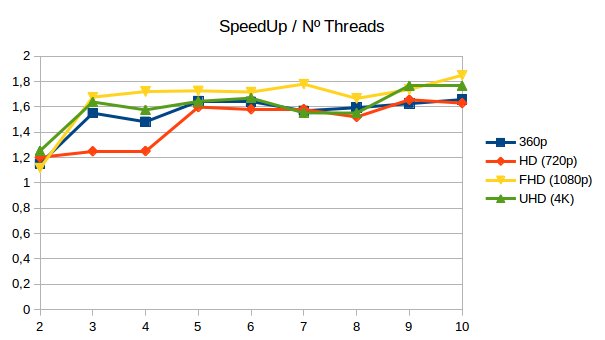 SpeedUp / Nº Threads
2
1,8
1,6
1,4
1,2
1
0,8
0,6
0,4
0,2
0
2 3 4 5 6 7 8 9 10
360p
HD (720p)
FHD (1080p)
UHD (4K)